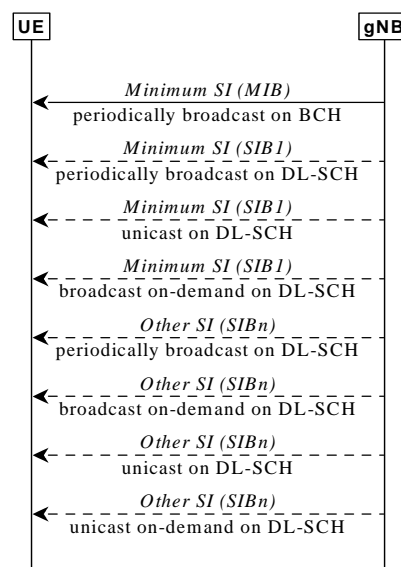 UE gNB
Minimum SI (MIB)
periodically broadcast on BCH
Minimum SI (SIB1)
periodically broadcast on DL-SCH
Minimum SI (SIB1)
unicast on DL-SCH
Minimum SI (SIB1)
broadcast on-demand on DL-SCH
Other SI (SIBn)
periodically broadcast on DL-SCH
Other SI (SIBn)
broadcast on-demand on DL-SCH
Other SI (SIBn)
unicast on DL-SCH
Other SI (SIBn)
unicast on-demand on DL-SCH